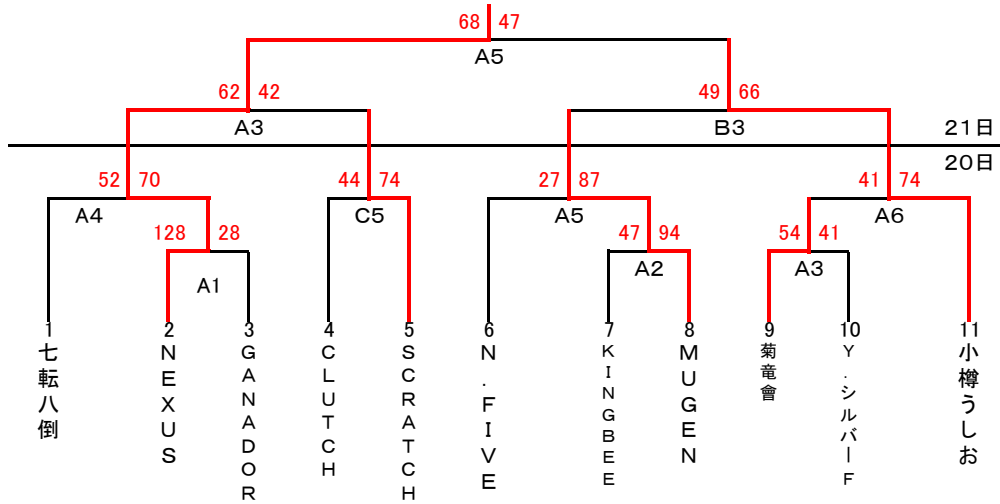 68 47
A5
62 42
49 66
A3
B3
21日
20日
52 70
44 74
27 87
41 74
A4
C5
A5
A6
128 28
47 94
54 41
A1
A2
A3
1 七転八倒
2 NEXUS
3 GANADOR
4 CLUTCH
5 SCRATCH
6 N.FIVE
7 KINGBEE
8 MUGEN
9 菊竜會
10 Y.シルバーF
11 小樽うしお